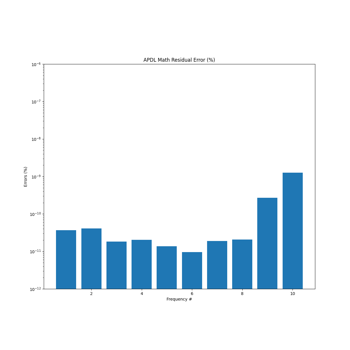 APDL Math Residual Error (%)
10⁻⁶
10⁻⁷
10⁻⁸
10⁻⁹
10⁻¹⁰
10⁻¹¹
10⁻¹²
Errors (%)
2 4 6 8 10
Frequency #